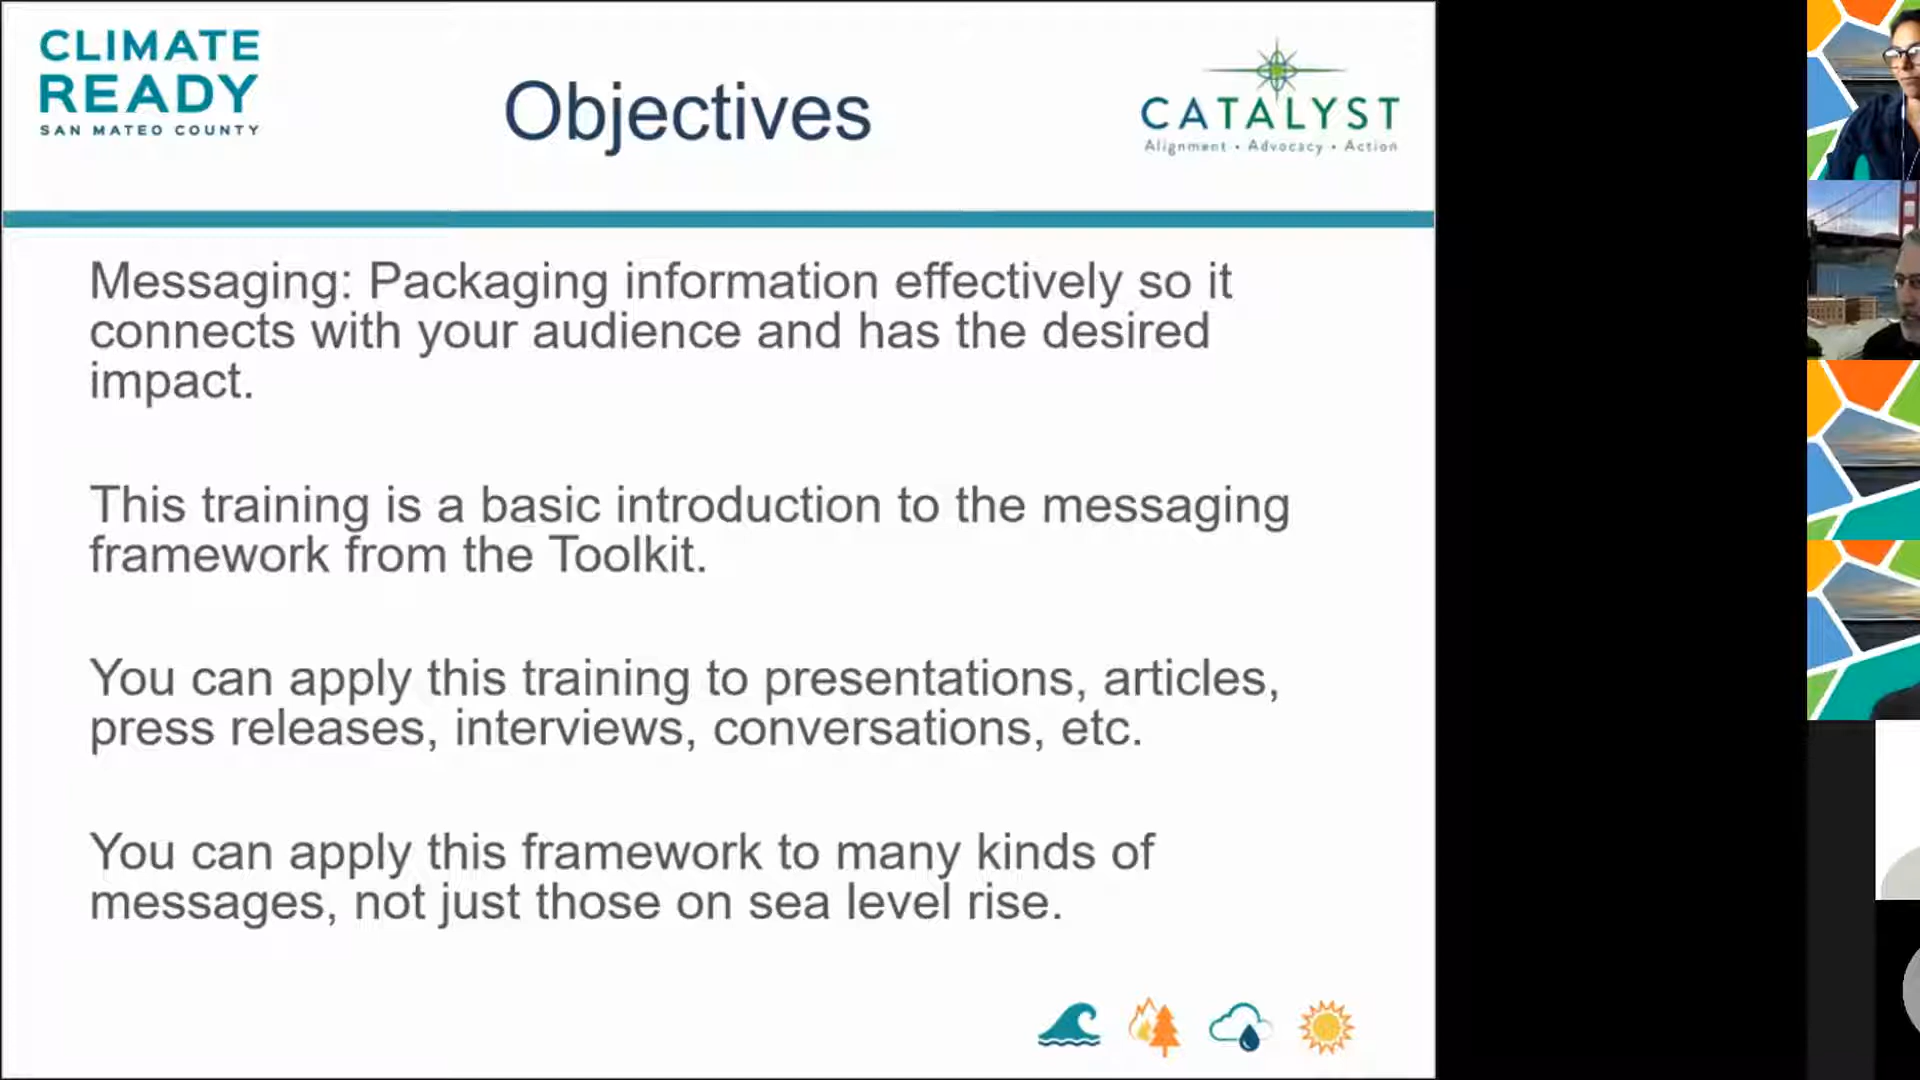 CLIMATE
READY
SAN MATEO COUNTY
Objectives
CATALYST
Alignment • Advocacy • Action
Messaging: Packaging information effectively so it
connects with your audience and has the desired
impact.
This training is a basic introduction to the messaging
framework from the Toolkit.
You can apply this training to presentations, articles,
press releases, interviews, conversations, etc.
You can apply this framework to many kinds of
messages, not just those on sea level rise.